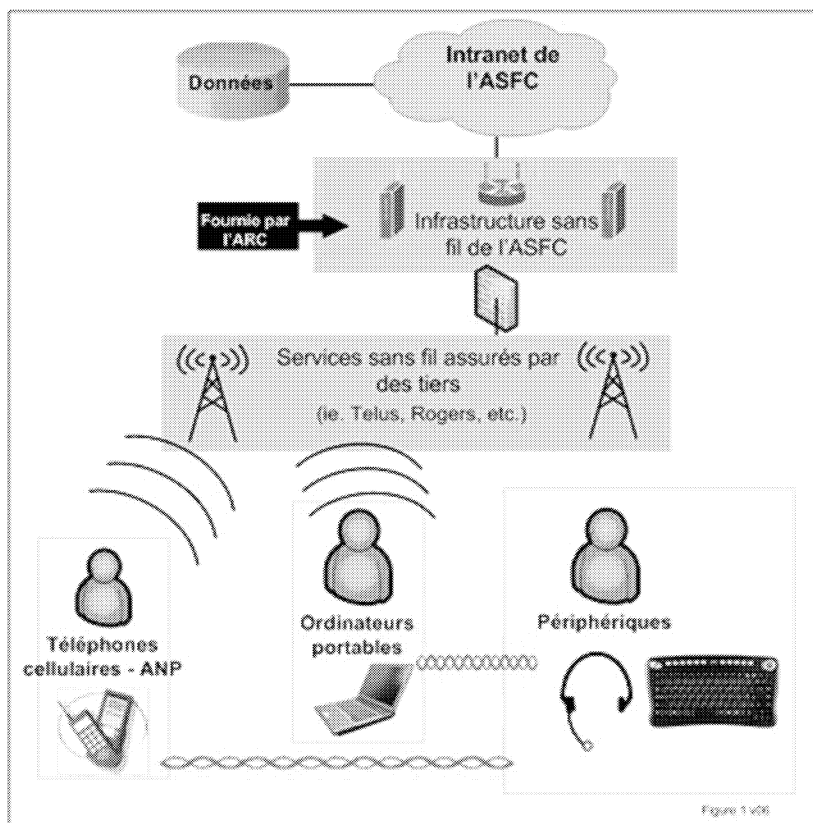 Intranet de
l'ASFC
Données
Fournie par
l'ARC
Infrastructure sans
fil de l'ASFC
Services sans fil assurés par
des tiers
(ie. Telus, Rogers, etc.)
Téléphones
cellulaires - ANP
Ordinateurs
portables
Périphériques
Figure 1 v06